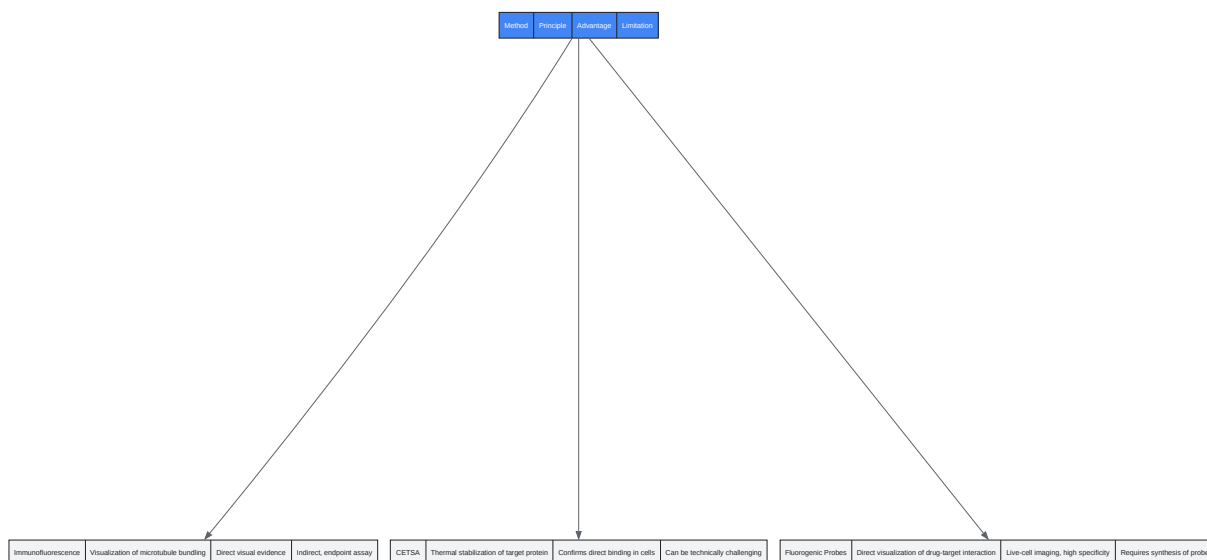 Method Principle Advantage Limitation
Immunofluorescence Visualization of microtubule bundling Direct visual evidence Indirect, endpoint assay
CETSA Thermal stabilization of target protein Confirms direct binding in cells Can be technically challenging
Fluorogenic Probes Direct visualization of drug-target interaction Live-cell imaging, high specificity Requires synthesis of